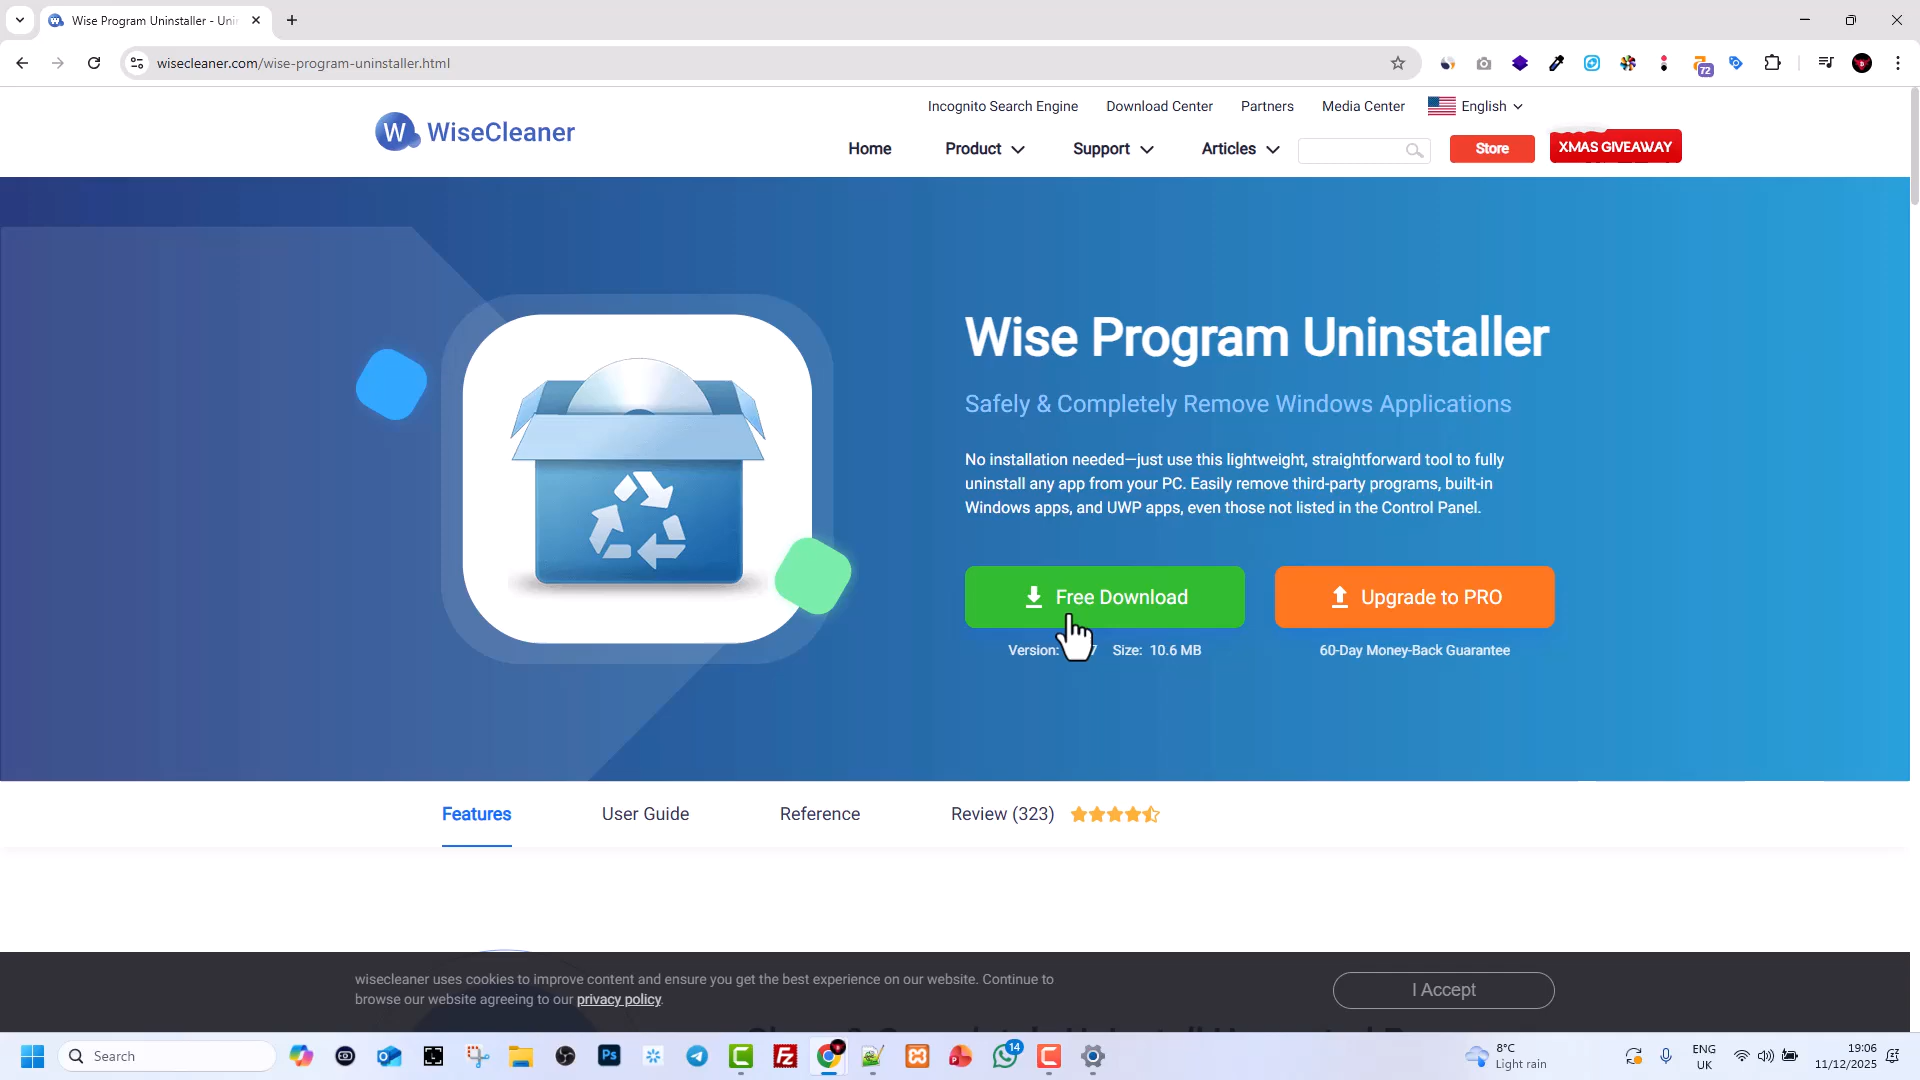 Wise Program Uninstaller - Uni
wisecleaner.com/wise-program-uninstaller.html
72
Incognito Search Engine
Download Center
Partners
Media Center
English
W
WiseCleaner
Home
Product
Support
Articles
Store
XMAS GIVEAWAY
Wise Program Uninstaller
Safely & Completely Remove Windows Applications
No installation needed—just use this lightweight, straightforward tool to fully
uninstall any app from your PC. Easily remove third-party programs, built-in
Windows apps, and UWP apps, even those not listed in the Control Panel.
Free Download
Upgrade to PRO
Version:
Size: 10.6 MB
60-Day Money-Back Guarantee
Features
User Guide
Reference
Review (323)
wisecleaner uses cookies to improve content and ensure you get the best experience on our website. Continue to
browse our website agreeing to our privacy policy.
I Accept
Search
Ps
14
8°C
Light rain
ENG
UK
19:06
11/12/2025